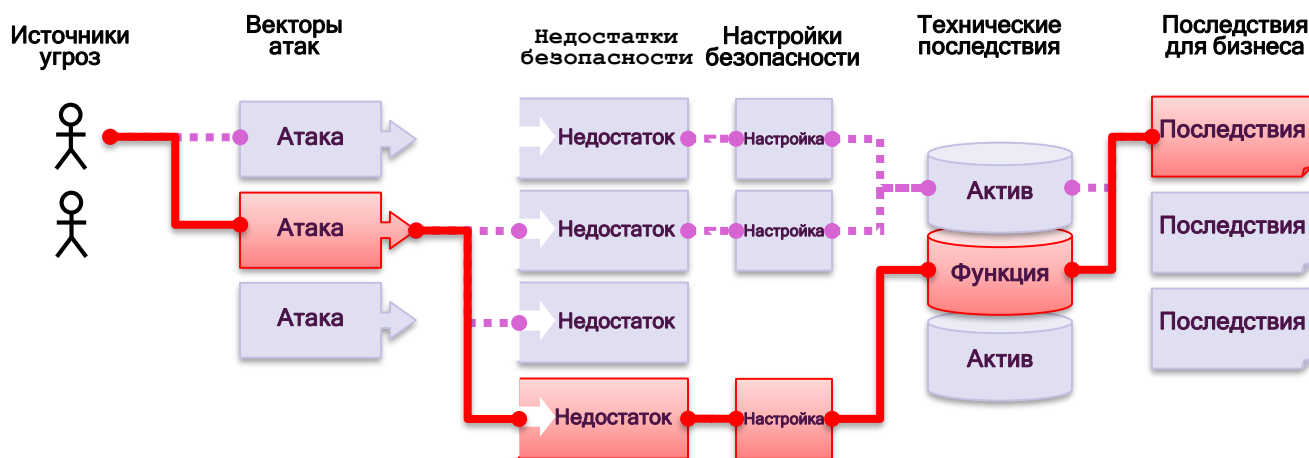 Источники
угроз
Векторы
атак
Недостатки
безопасности
Настройки
безопасности
Технические
последствия
Последствия
для бизнеса
Атака
Недостаток
Настройка
Последствия
Актив
Атака
Недостаток
Настройка
Последствия
Функция
Атака
Недостаток
Последствия
Актив
Недостаток
Настройка